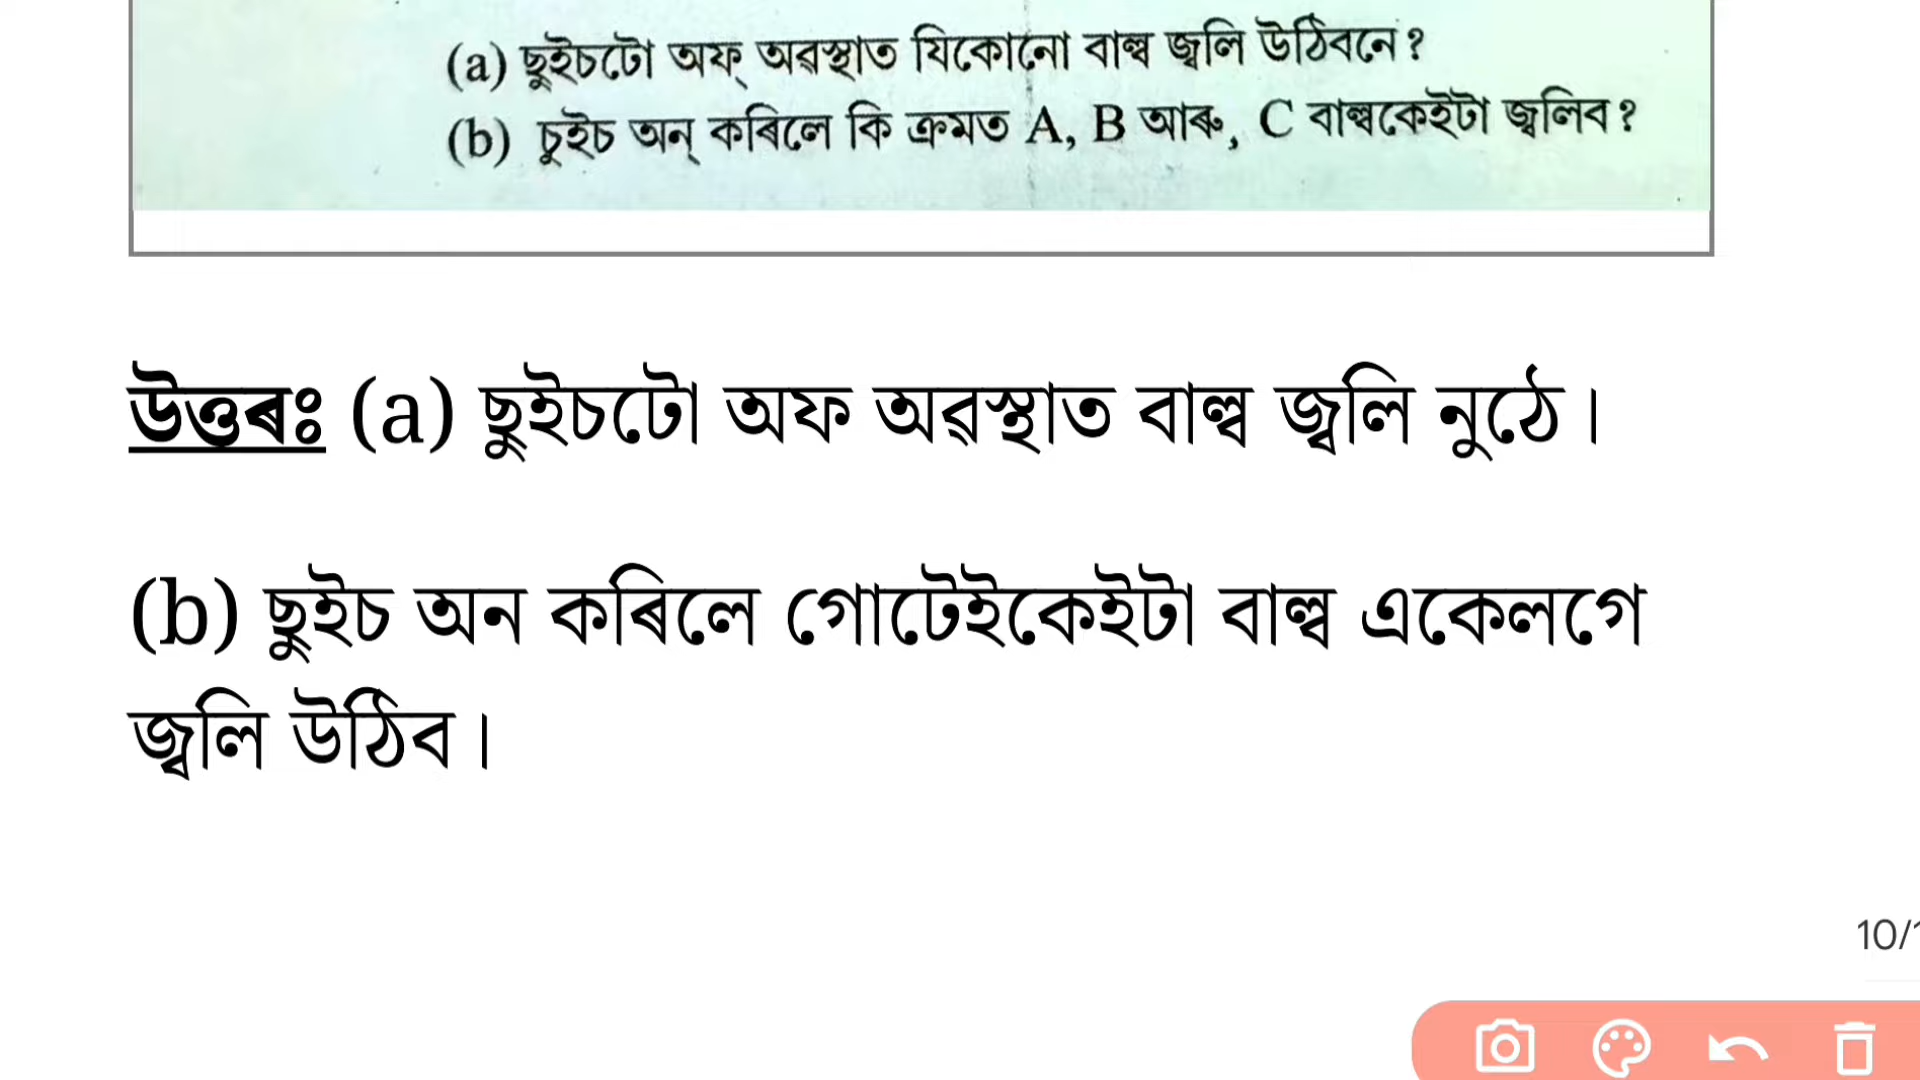 (a) ছুইচটো অফ্ অৱস্থাত যিকোনো বাল্ব জ্বলি উঠিবনে ?
(b) চুইচ অন্ কৰিলে কি ক্ৰমত A, B আৰু, C বাল্বকেইটা জ্বলিব ?
উত্তৰঃ (a) ছুইচটো অফ অৱস্থাত বাল্ব জ্বলি নুঠে।
(b) ছুইচ অন কৰিলে গোটেইকেইটা বাল্ব একেলগে
জ্বলি উঠিব।